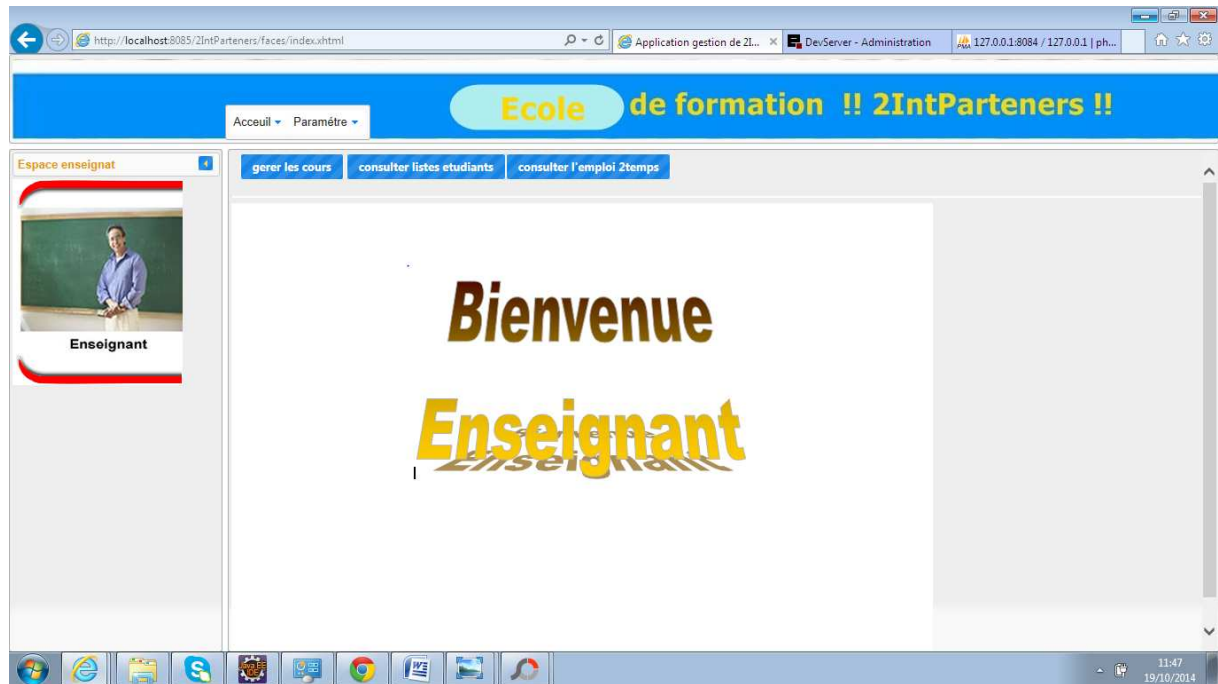 http://localhost:8085/2IntParteners/faces/index.xhtml
Application gestion de 2I...
DevServer - Administration
127.0.0.1:8084 / 127.0.0.1 | ph...
Ecole de formation !! 2IntParteners !!
Acceuil Paramétre
Espace enseignat
gerer les cours
consulter listes etudiants
consulter l'emploi 2temps
Enseignant
Bienvenue
Enseignant
11:47
19/10/2014